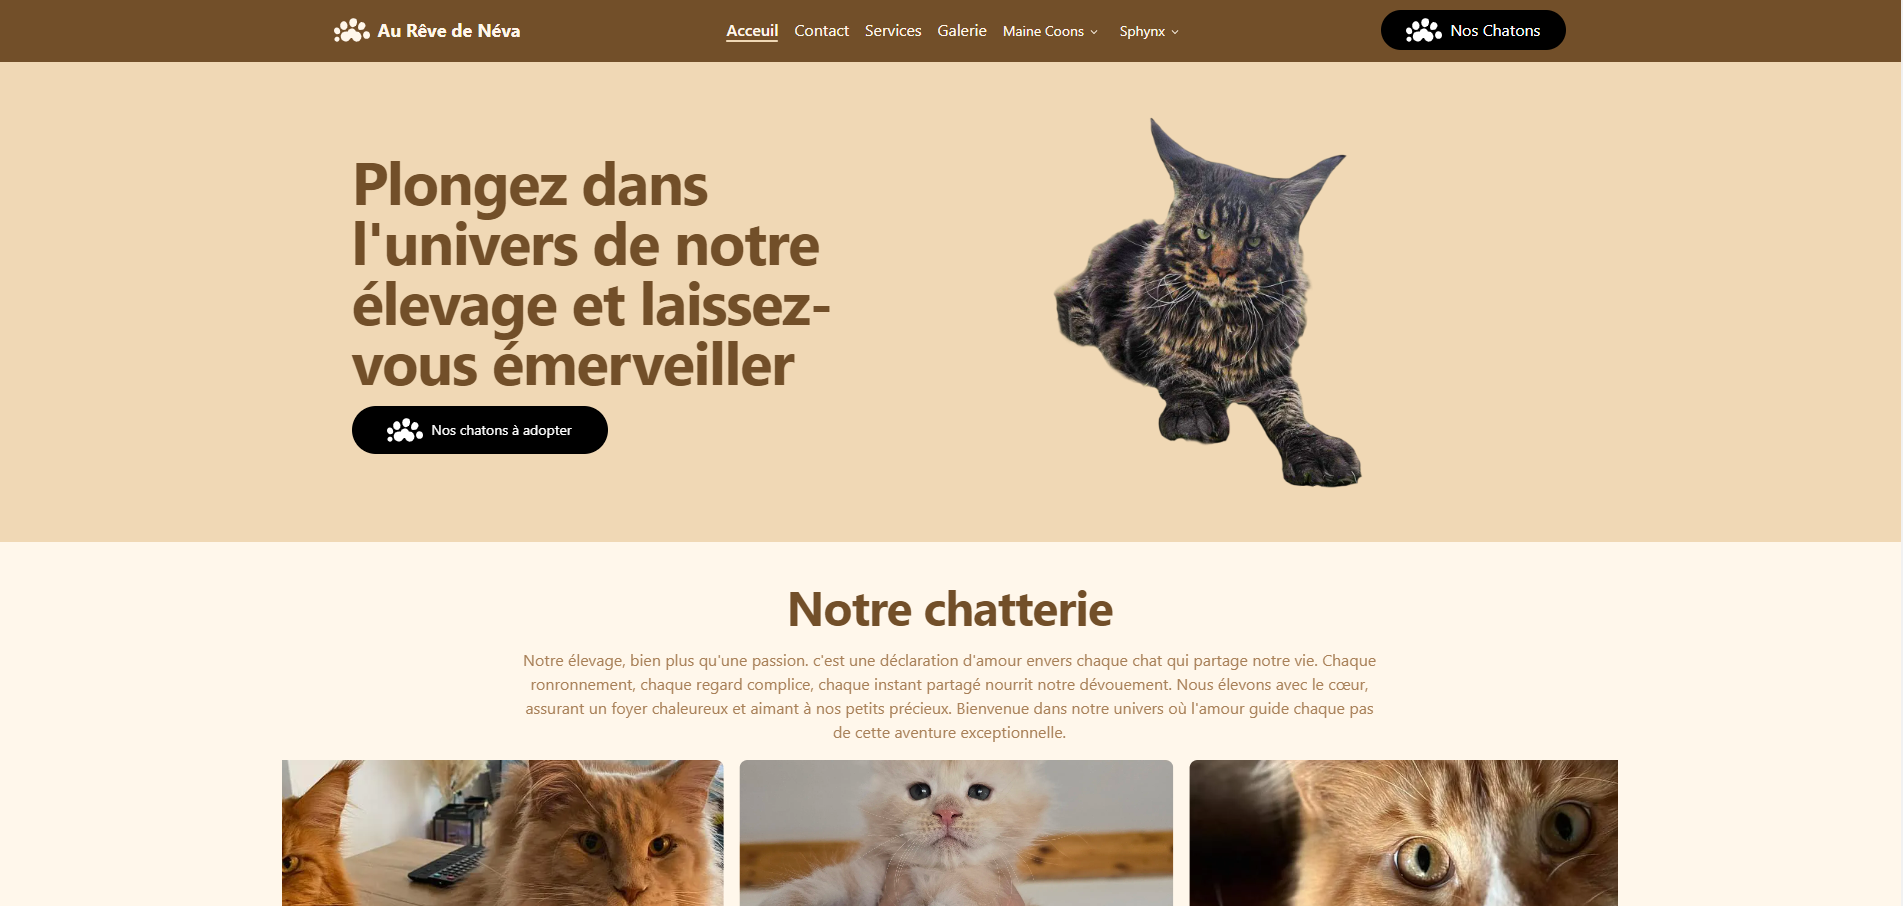 Au Rêve de Néva
Acceuil Contact Services Galerie Maine Coons Sphynx
Nos Chatons
Plongez dans
l'univers de notre
élevage et laissez-
vous émerveiller
Nos chatons à adopter
Notre chatterie
Notre élevage, bien plus qu'une passion. c'est une déclaration d'amour envers chaque chat qui partage notre vie. Chaque
ronronnement, chaque regard complice, chaque instant partagé nourrit notre dévouement. Nous élevons avec le cœur,
assurant un foyer chaleureux et aimant à nos petits précieux. Bienvenue dans notre univers où l'amour guide chaque pas
de cette aventure exceptionnelle.